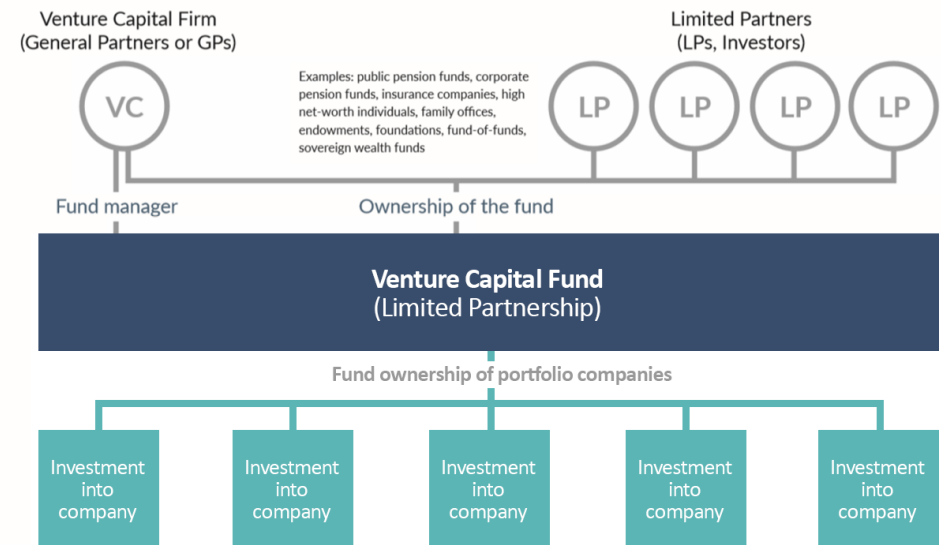 Venture Capital Firm
(General Partners or GPs)
Limited Partners
(LPs, Investors)
VC
Examples: public pension funds, corporate
pension funds, insurance companies, high
net-worth individuals, family offices,
endowments, foundations, fund-of-funds,
sovereign wealth funds
LP
LP
LP
LP
Fund manager
Ownership of the fund
Venture Capital Fund
(Limited Partnership)
Fund ownership of portfolio companies
Investment
into
company
Investment
into
company
Investment
into
company
Investment
into
company
Investment
into
company